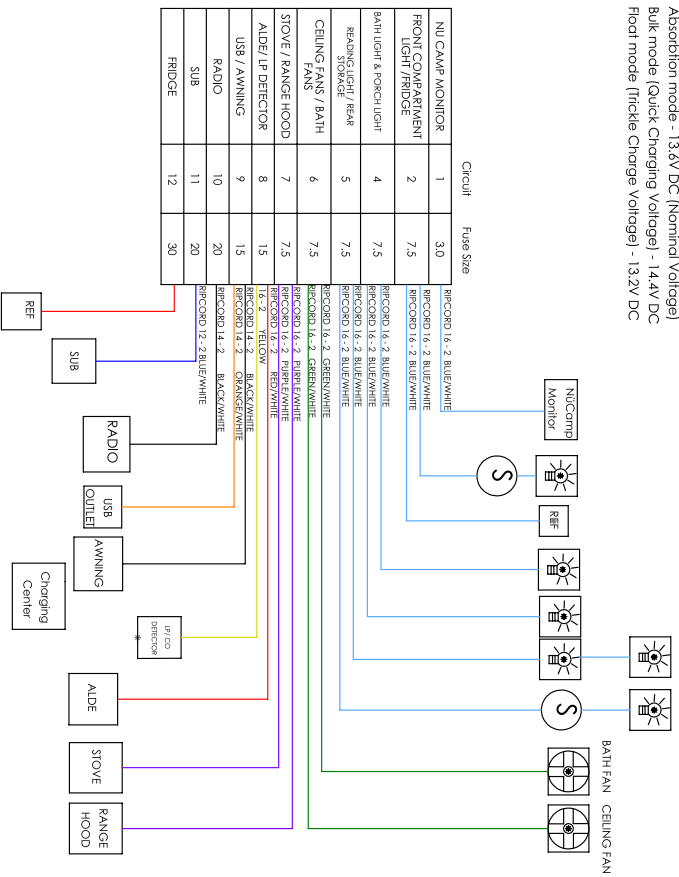 Absorbtion mode - 13.6V DC (Nominal Voltage)
Bulk mode (Quick Charging Voltage) - 14.4V DC
Float mode (Trickle Charge Voltage) - 13.2V DC
Circuit
Fuse Size
NU CAMP MONITOR 1 3.0
FRONT COMPARTMENT
LIGHT /FRIDGE 2 7.5
BATH LIGHT & PORCH LIGHT 4 7.5
READING LIGHT / REAR
STORAGE 5 7.5
CEILING FANS / BATH
FANS 6 7.5
STOVE / RANGE HOOD 7 7.5
ALDE/ LP DETECTOR 8 15
USB / AWNING 9 15
RADIO 10 20
SUB 11 20
FRIDGE 12 30
RIPCORD 16 - 2 BLUE/WHITE
RIPCORD 16 - 2 BLUE/WHITE
RIPCORD 16 - 2 BLUE/WHITE
RIPCORD 16 - 2 BLUE/WHITE
RIPCORD 16 - 2 BLUE/WHITE
RIPCORD 16 - 2 BLUE/WHITE
RIPCORD 16 - 2 BLUE/WHITE
RIPCORD 16 - 2 GREEN/WHITE
RIPCORD 16 - 2 GREEN/WHITE
RIPCORD 16 - 2 PURPLE/WHITE
RIPCORD 16 - 2 PURPLE/WHITE
RIPCORD 16 - 2 RED/WHITE
16 - 2 YELLOW
RIPCORD 14 - 2 BLACK/WHITE
RIPCORD 14 - 2 ORANGE/WHITE
RIPCORD 14 - 2 BLACK/WHITE
RIPCORD 12 - 2 BLUE/WHITE
NüCamp
Monitor
S
REF
S
BATH FAN
CEILING FAN
REF
SUB
RADIO
USB
OUTLET
AWNING
Charging
Center
LP/ CO
DETECTOR
*
ALDE
STOVE
RANGE
HOOD